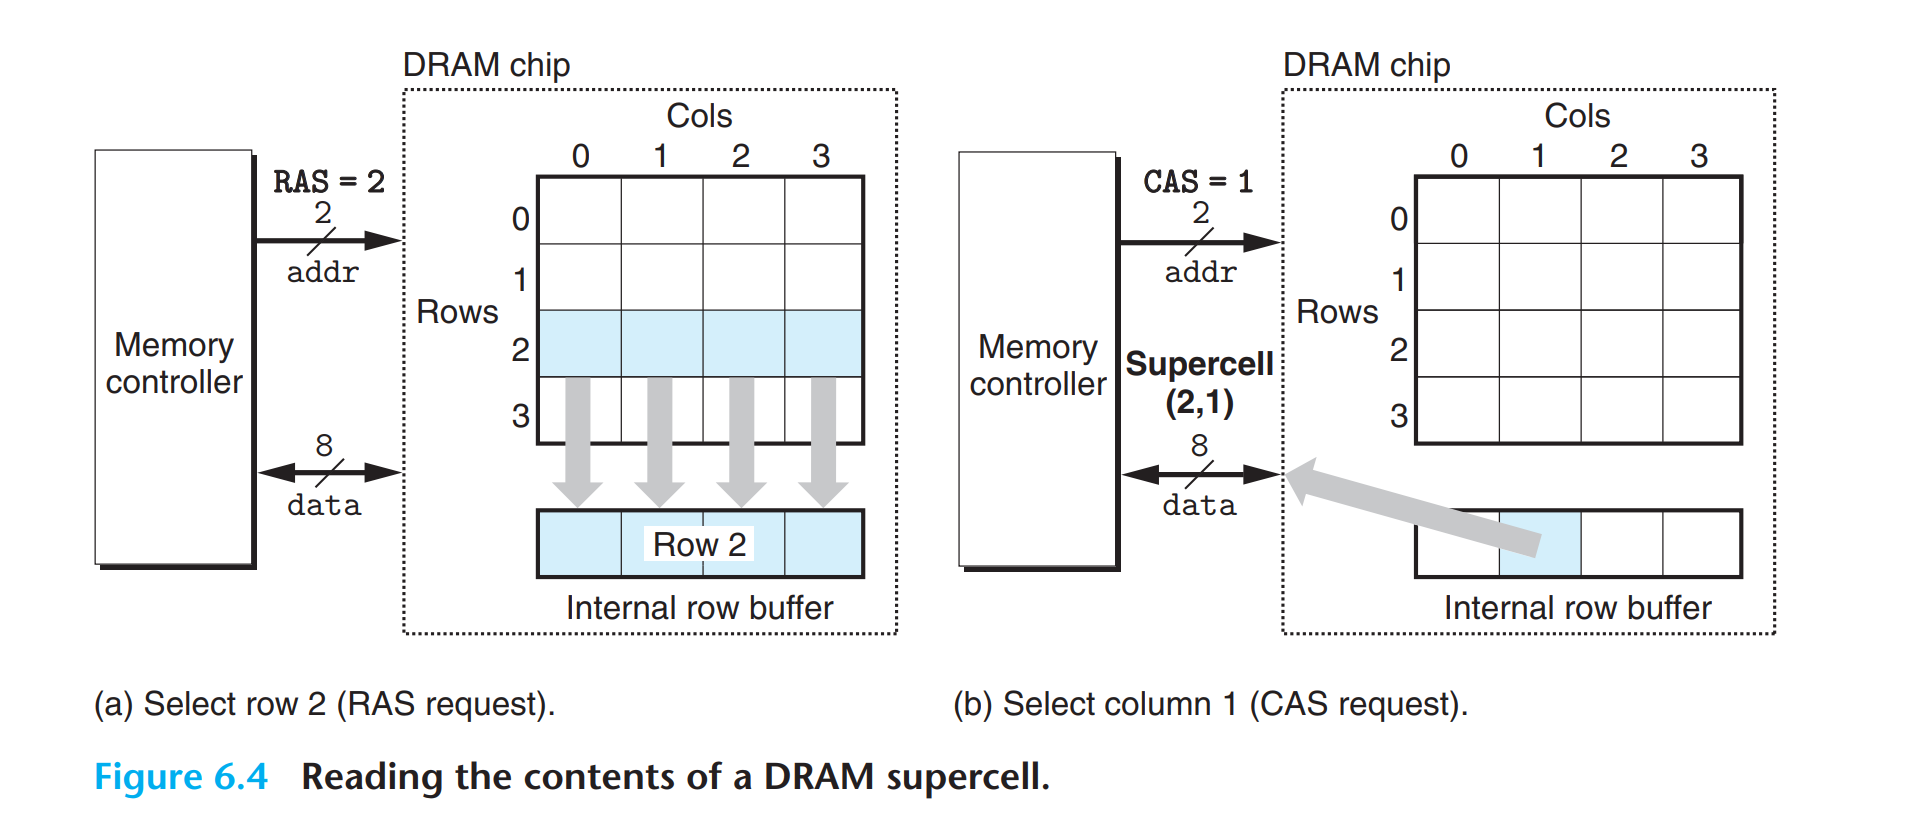 DRAM chip
Cols
0 1 2 3
RAS = 2
2
addr
Rows
0
1
2
3
Memory
controller
8
data
Row 2
Internal row buffer
(a) Select row 2 (RAS request).
DRAM chip
Cols
0 1 2 3
CAS = 1
2
addr
Rows
0
1
2
3
Memory
controller
Supercell
(2,1)
8
data
Internal row buffer
(b) Select column 1 (CAS request).
Figure 6.4 Reading the contents of a DRAM supercell.